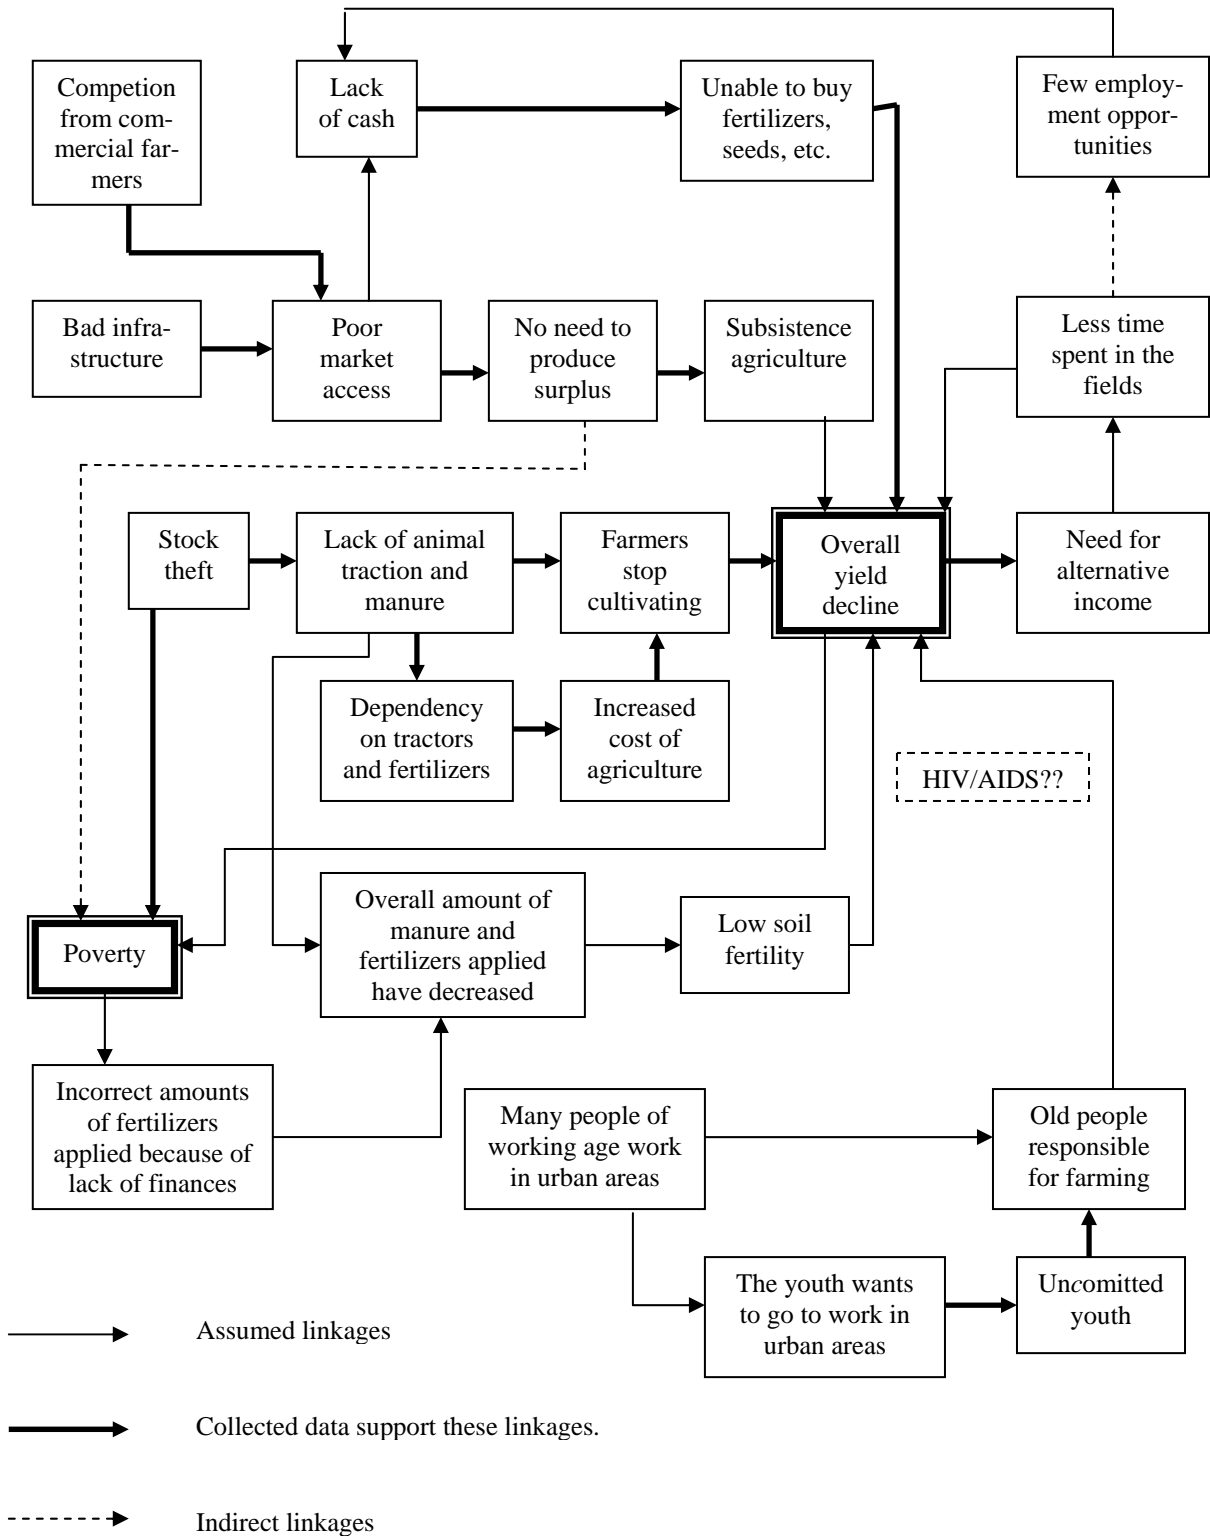 Competion
from com-
mercial far-
mers
Lack
of cash
Unable to buy
fertilizers,
seeds, etc.
Few employ-
ment oppor-
tunities
Bad infra-
structure
Poor
market
access
No need to
produce
surplus
Subsistence
agriculture
Less time
spent in the
fields
Stock
theft
Lack of animal
traction and
manure
Farmers
stop
cultivating
Overall
yield
decline
Need for
alternative
income
Dependency
on tractors
and fertilizers
Increased
cost of
agriculture
HIV/AIDS??
Poverty
Overall amount of
manure and
fertilizers applied
have decreased
Low soil
fertility
Incorrect amounts
of fertilizers
applied because of
lack of finances
Many people of
working age work
in urban areas
Old people
responsible
for farming
The youth wants
to go to work in
urban areas
Uncomitted
youth
Assumed linkages
Collected data support these linkages.
Indirect linkages